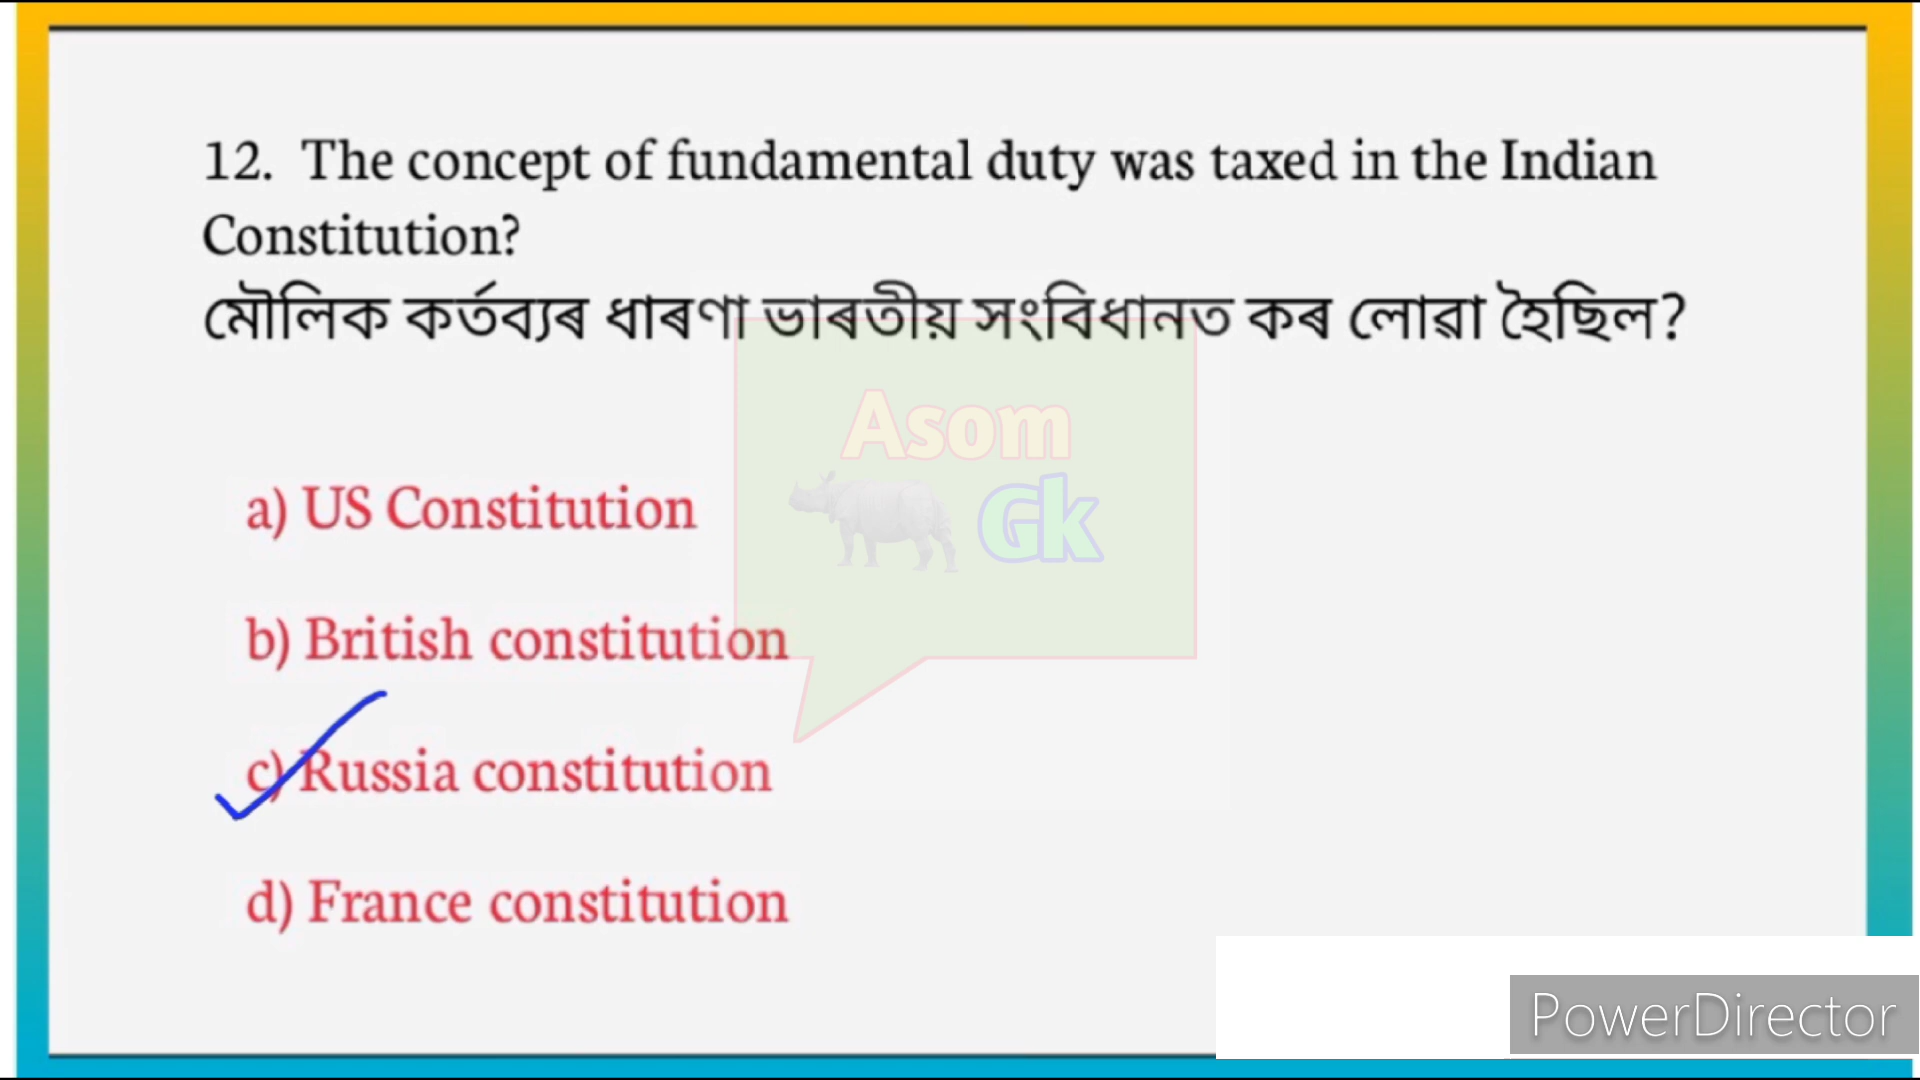 12. The concept of fundamental duty was taxed in the Indian
Constitution?
মৌলিক কৰ্তব্যৰ ধাৰণা ভাৰতীয় সংবিধানত কৰ লোৱা হৈছিল?
Asom
Gk
a) US Constitution
b) British constitution
c) Russia constitution
d) France constitution
PowerDirector